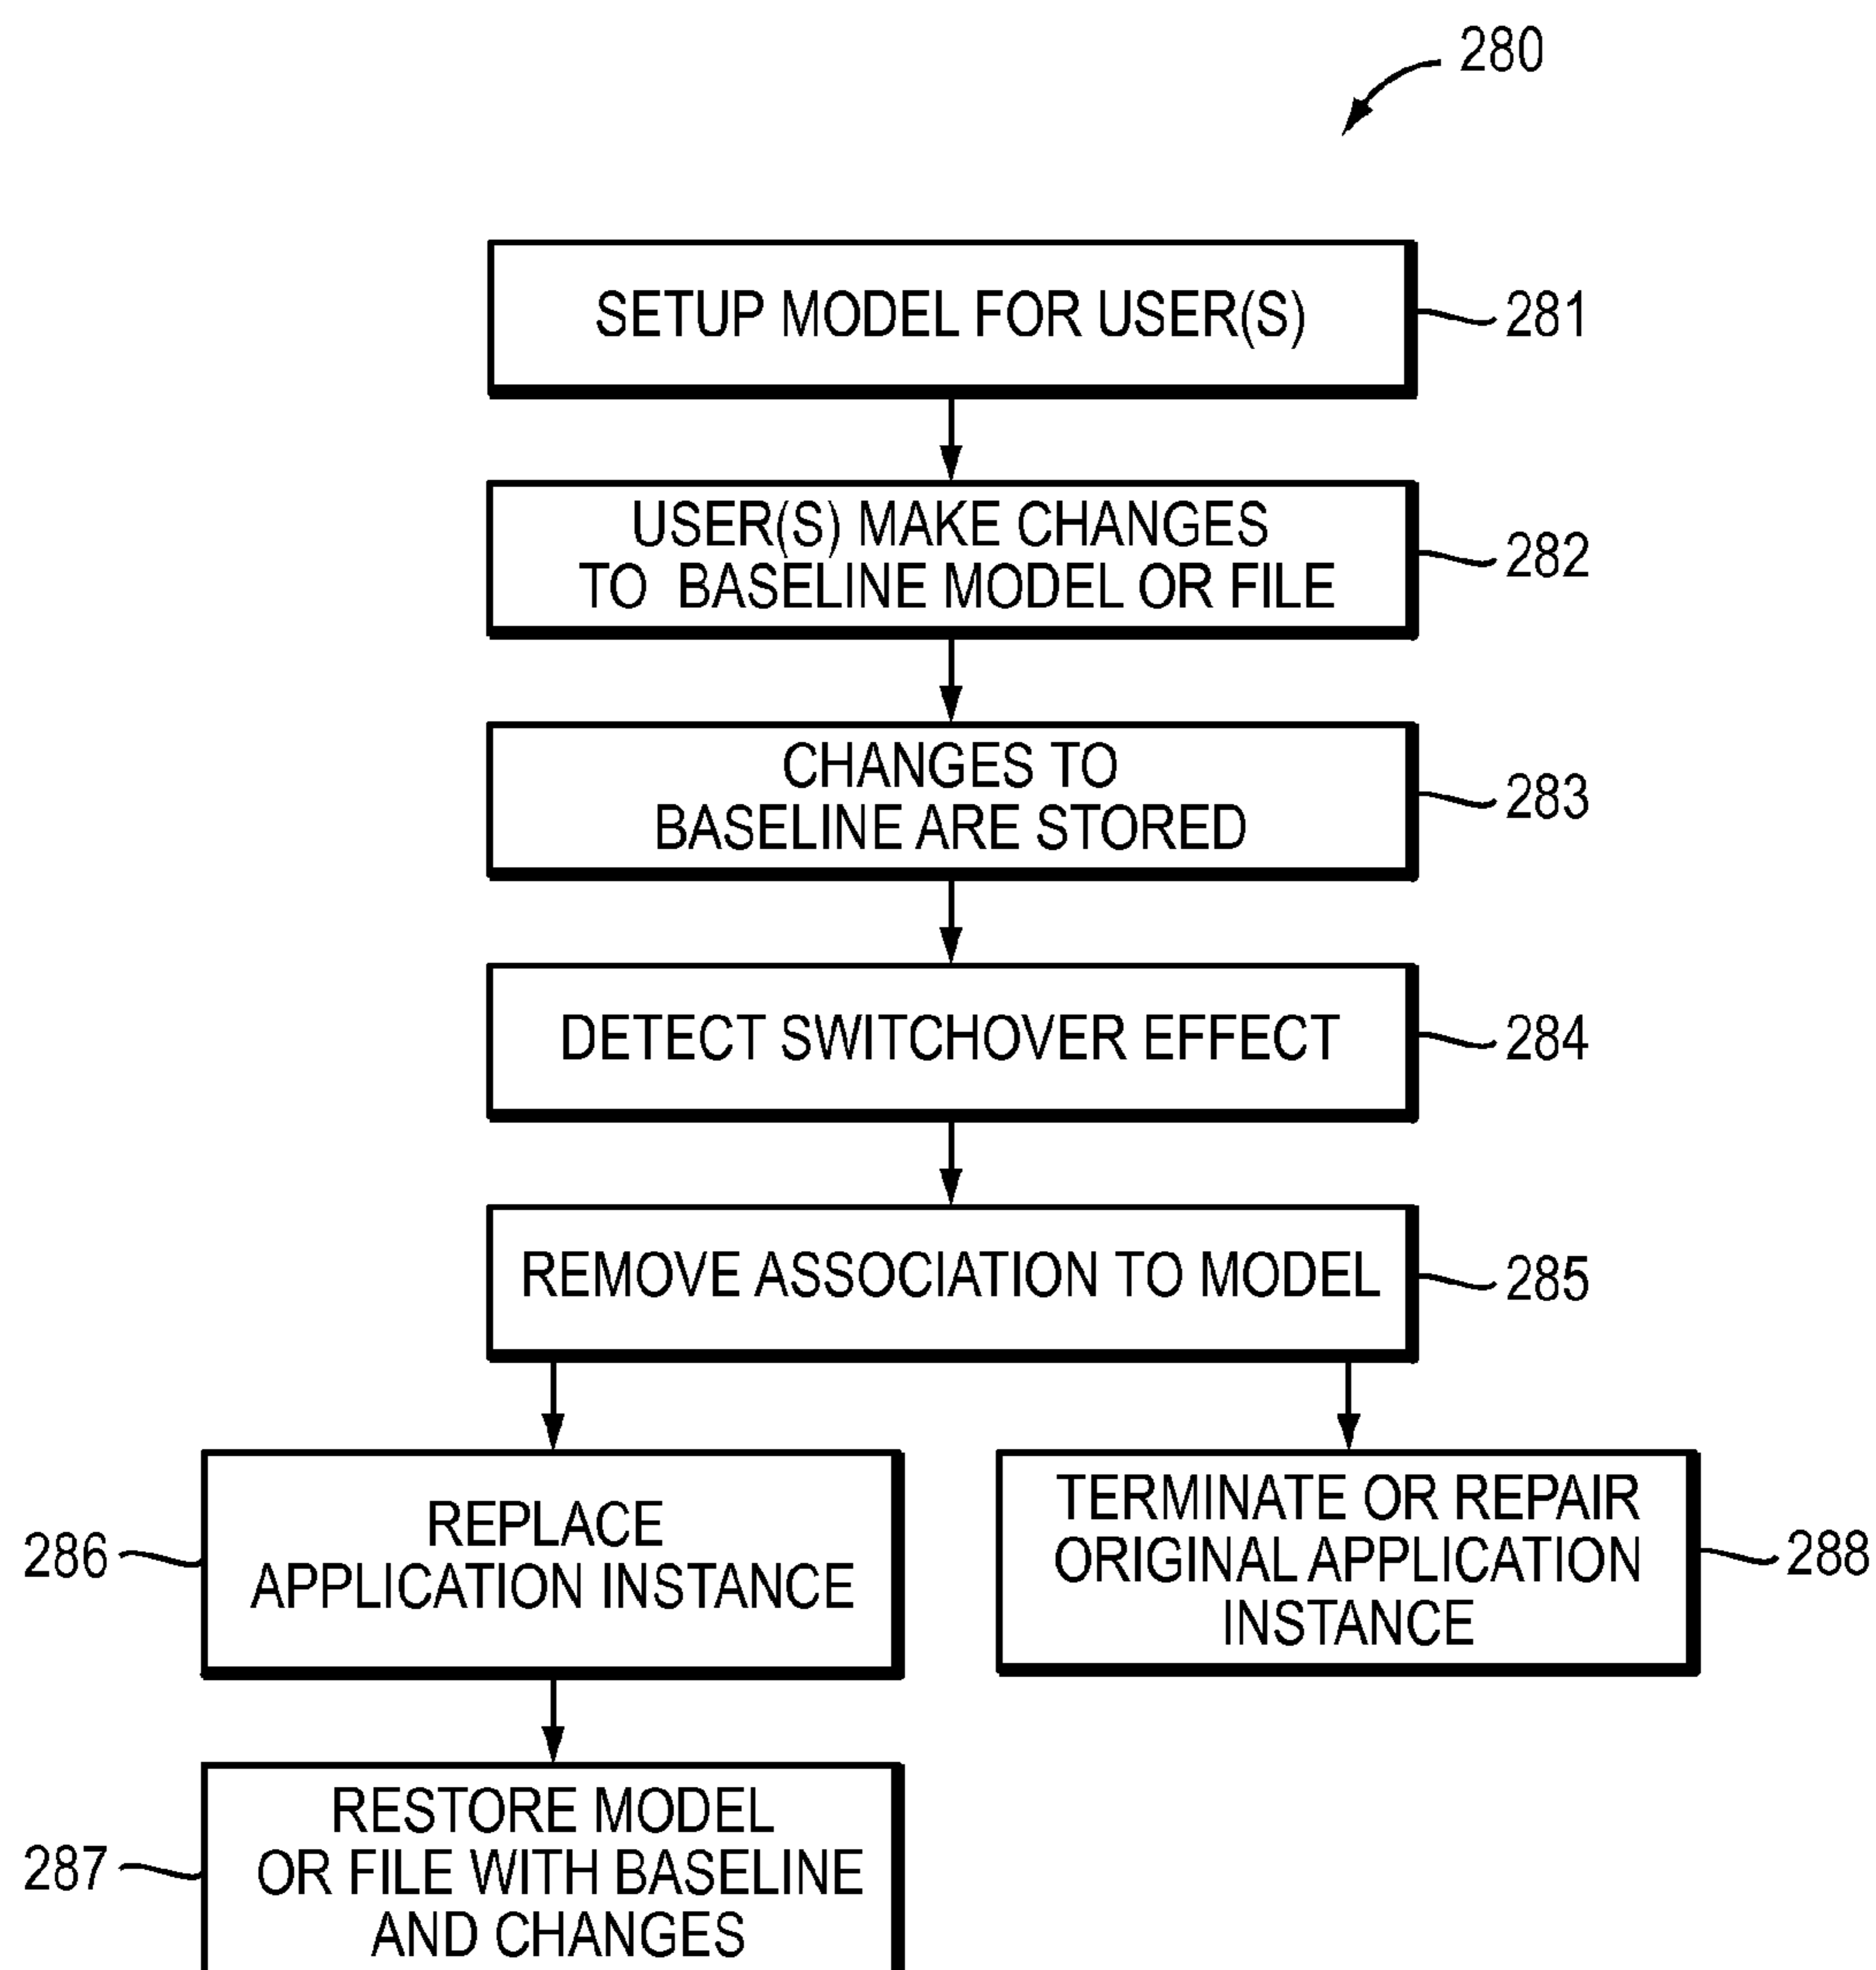 280
SETUP MODEL FOR USER(S)
281
USER(S) MAKE CHANGES
TO BASELINE MODEL OR FILE
282
CHANGES TO
BASELINE ARE STORED
283
DETECT SWITCHOVER EFFECT
284
REMOVE ASSOCIATION TO MODEL
285
286
REPLACE
APPLICATION INSTANCE
TERMINATE OR REPAIR
ORIGINAL APPLICATION
INSTANCE
288
287
RESTORE MODEL
OR FILE WITH BASELINE
AND CHANGES